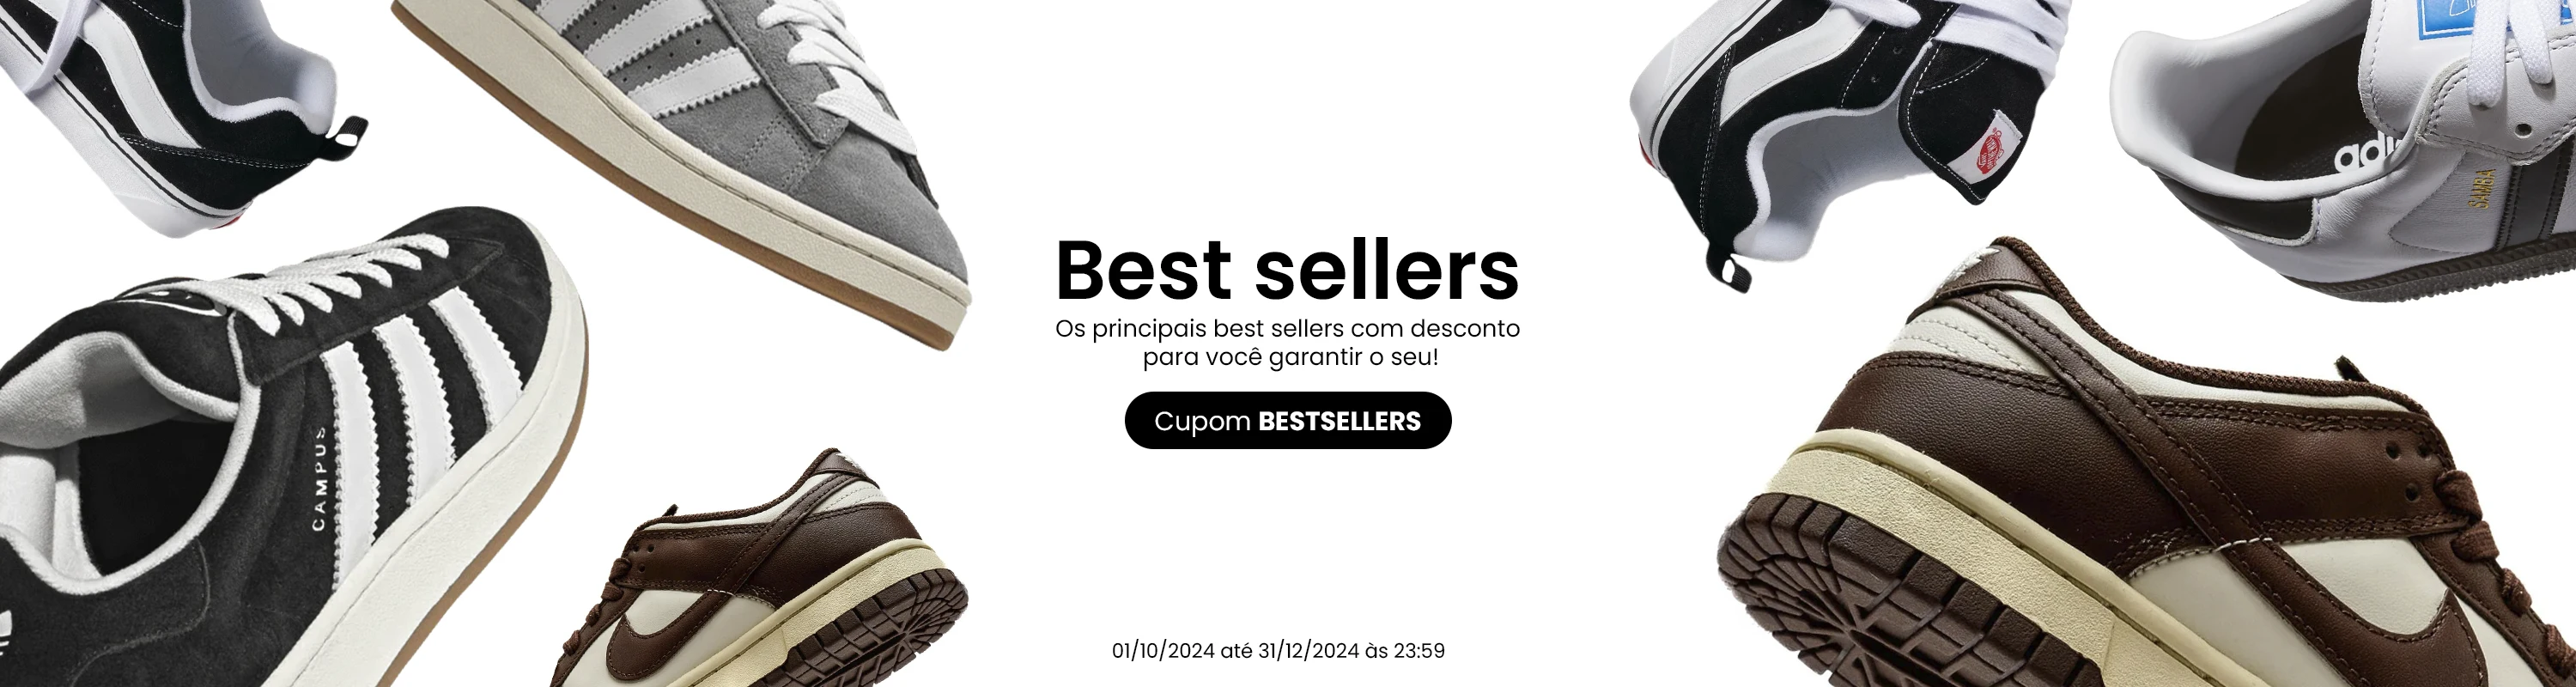 Best sellers
Os principais best sellers com desconto
para você garantir o seu!
Cupom BESTSELLERS
01/10/2024 até 31/12/2024 às 23:59
CAMPUS
SAMBA
adi